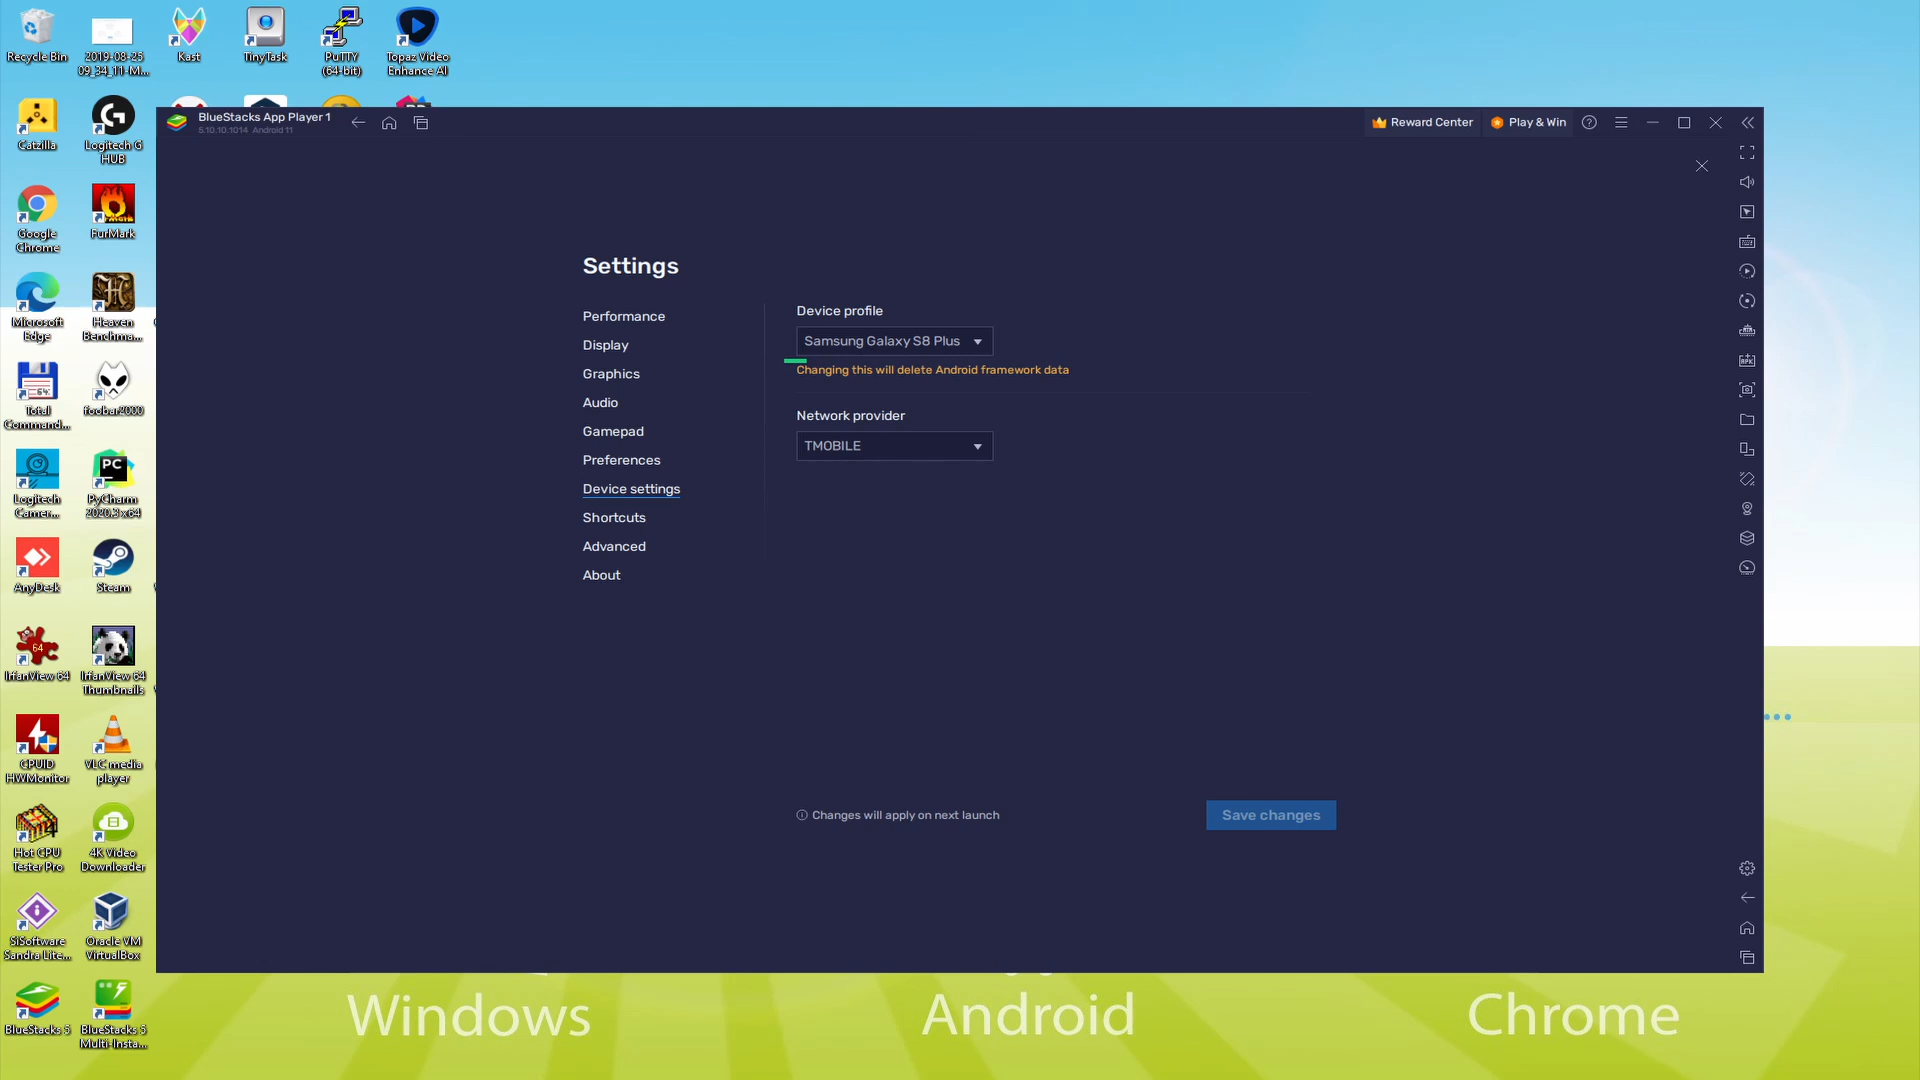 Recycle Bin
2019-08-25
09_34_11-M...
Kast
TinyTask
PuTTY
(64-bit)
Topaz Video
Enhance AI
Catzilla
Logitech G
HUB
Google
Chrome
FurMark
Microsoft
Edge
Heaven
Benchma...
64
Total
Command...
foobar2000
Logitech
Camer...
PC
PyCharm
2020.3 x64
AnyDesk
Steam
64
IrfanView 64
IrfanView 64
Thumbnails
CPUID
HWMonitor
VLC media
player
4
Hot CPU
Tester Pro
4K Video
Downloader
SiSoftware
Sandra Lite...
Oracle VM
VirtualBox
BlueStacks 5
BlueStacks 5
Multi-Insta...
BlueStacks App Player 1
5.10.10.1014 Android 11
Reward Center
Play & Win
Settings
Performance
Display
Graphics
Audio
Gamepad
Preferences
Device settings
Shortcuts
Advanced
About
Device profile
Samsung Galaxy S8 Plus
Changing this will delete Android framework data
Network provider
TMOBILE
Changes will apply on next launch
Save changes
Windows
Android
Chrome